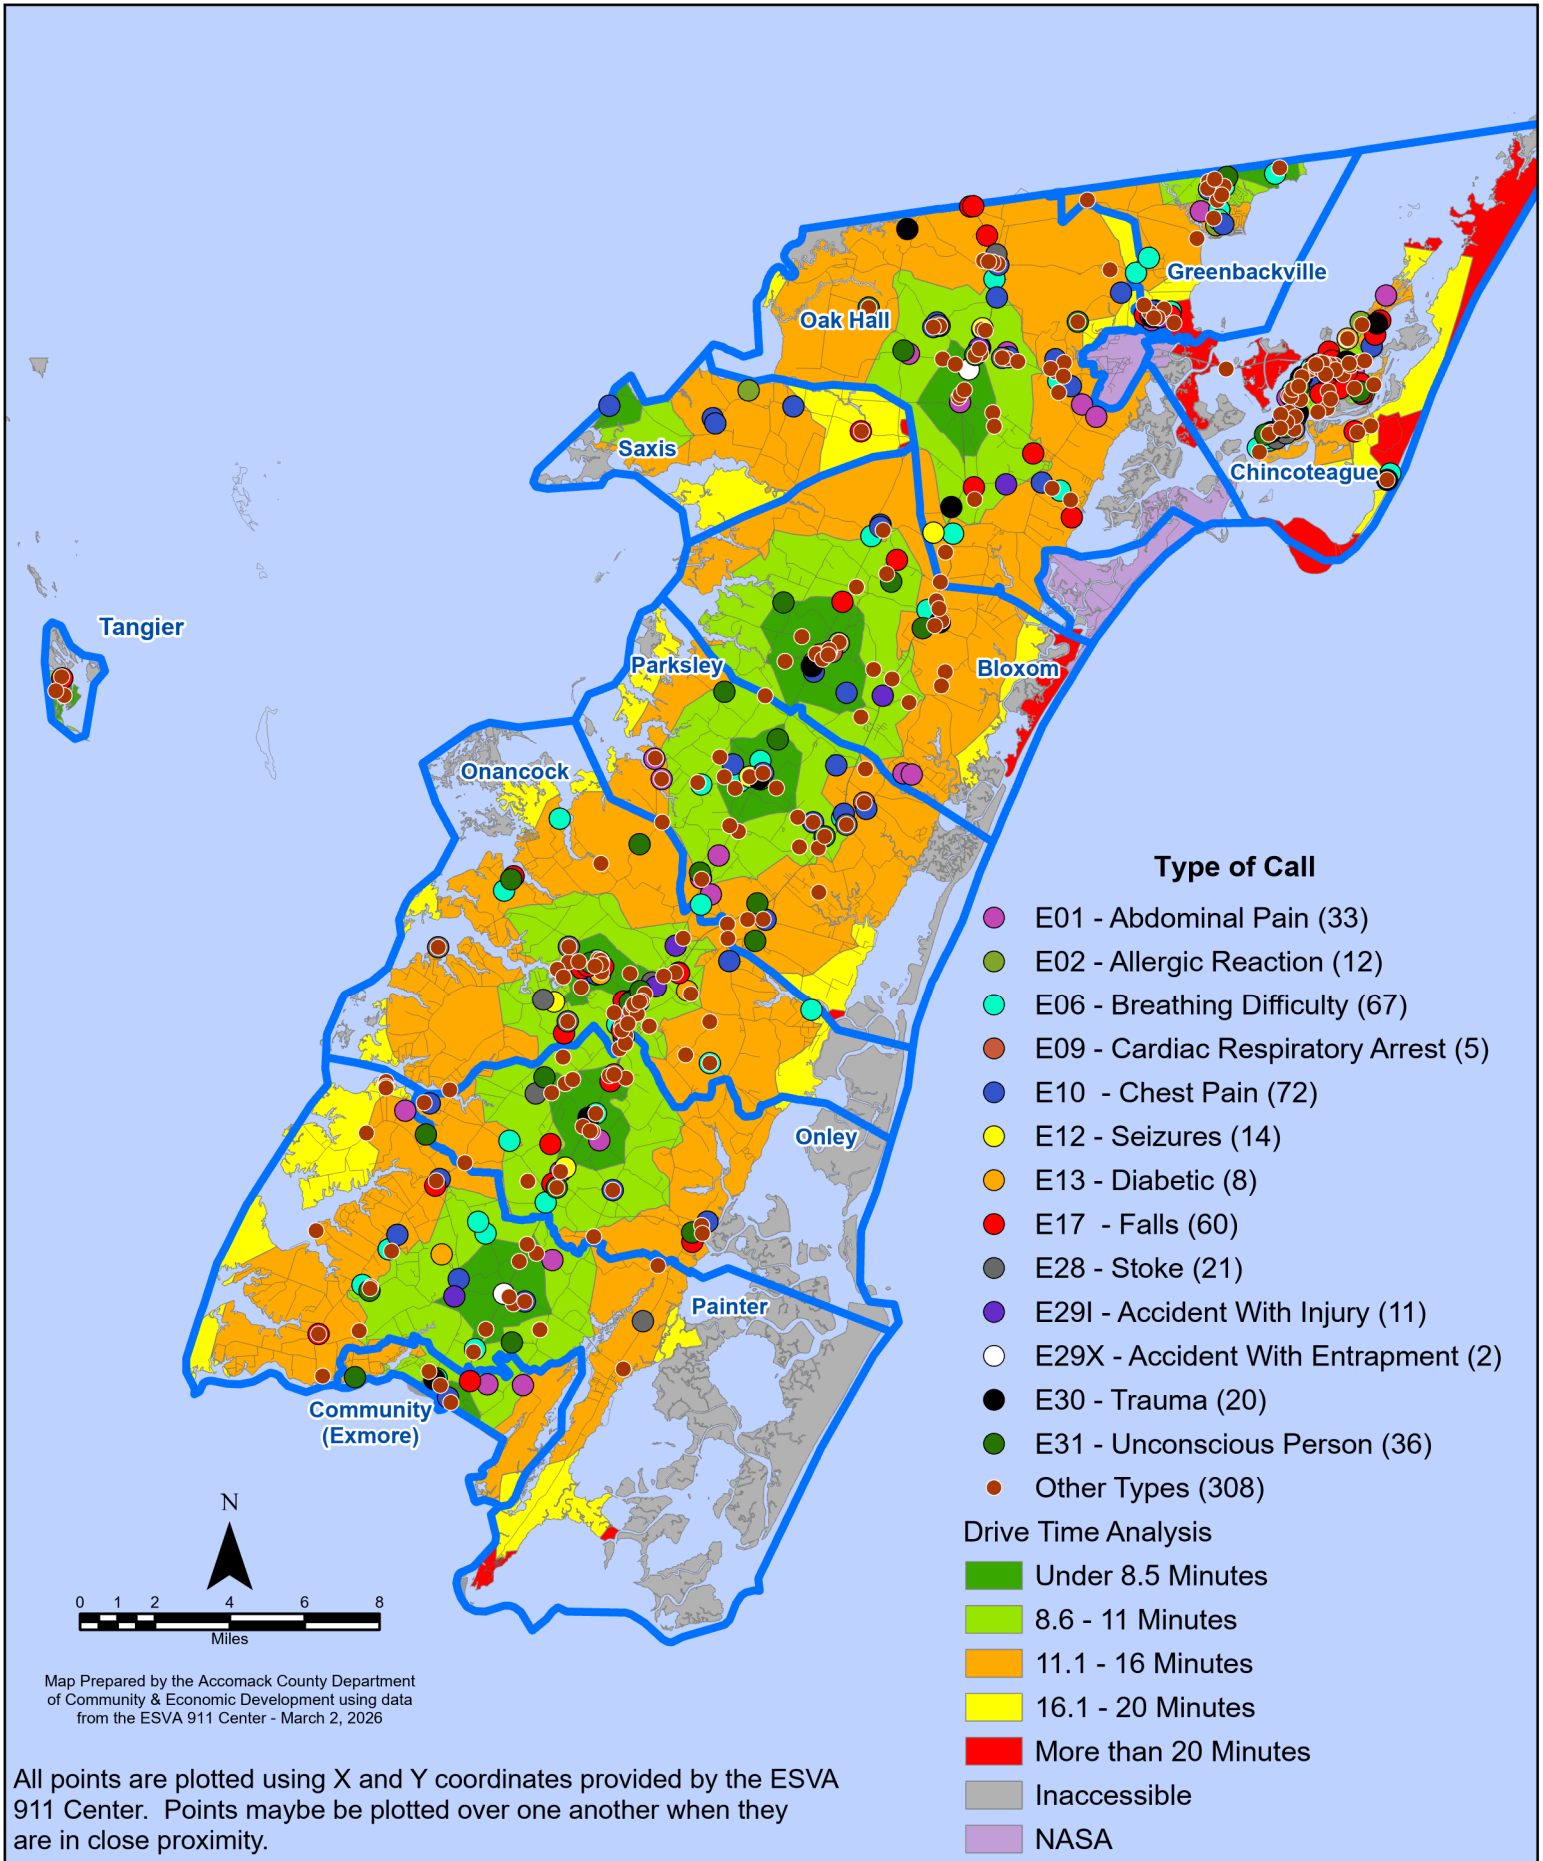 Greenbackville
Oak Hall
Saxis
Chincoteague
Tangier
Parksley
Bloxom
Onancock
Onley
Painter
Community
(Exmore)
Type of Call
E01 - Abdominal Pain (33)
E02 - Allergic Reaction (12)
E06 - Breathing Difficulty (67)
E09 - Cardiac Respiratory Arrest (5)
E10 - Chest Pain (72)
E12 - Seizures (14)
E13 - Diabetic (8)
E17 - Falls (60)
E28 - Stoke (21)
E29I - Accident With Injury (11)
E29X - Accident With Entrapment (2)
E30 - Trauma (20)
E31 - Unconscious Person (36)
Other Types (308)
Drive Time Analysis
Under 8.5 Minutes
8.6 - 11 Minutes
11.1 - 16 Minutes
16.1 - 20 Minutes
More than 20 Minutes
Inaccessible
NASA
N
0 1 2 4 6 8
Miles
Map Prepared by the Accomack County Department
of Community & Economic Development using data
from the ESVA 911 Center - March 2, 2026
All points are plotted using X and Y coordinates provided by the ESVA
911 Center. Points maybe be plotted over one another when they
are in close proximity.